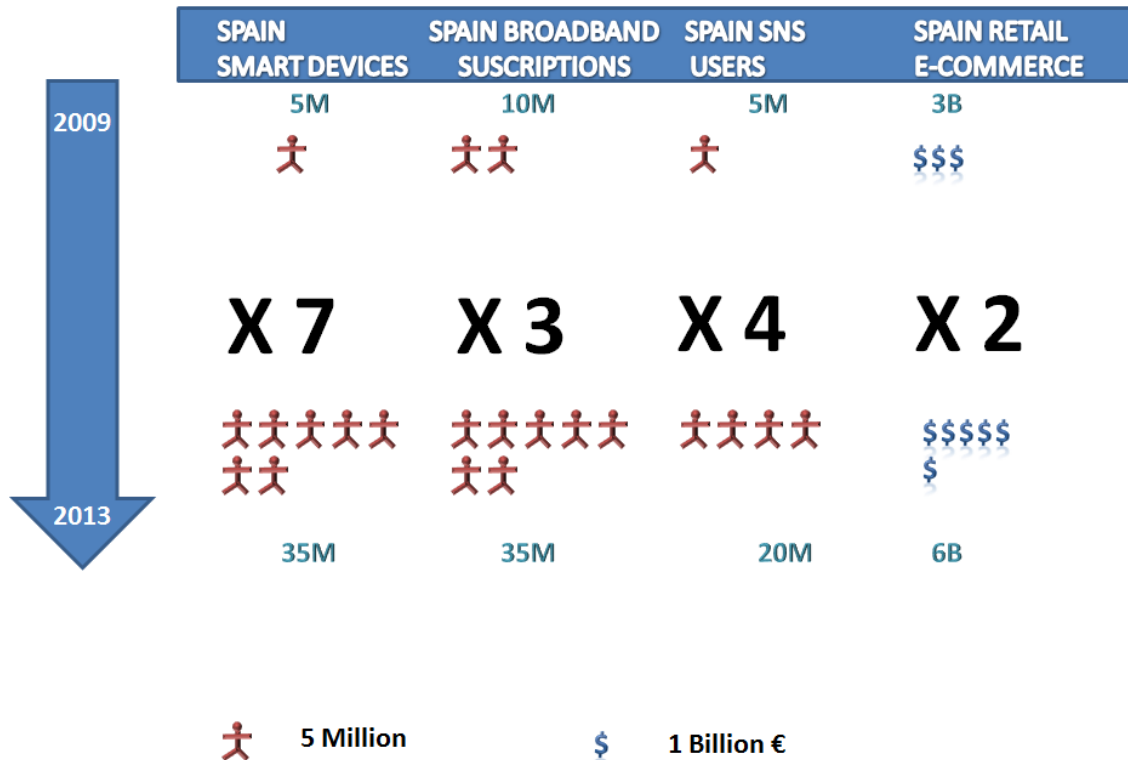 SPAIN
SMART DEVICES
SPAIN BROADBAND
SUSCRIPTIONS
SPAIN SNS
USERS
SPAIN RETAIL
E-COMMERCE
2009
5M
10M
5M
3B
$$$
X 7
X 3
X 4
X 2
$$$$$
$
2013
35M
35M
20M
6B
5 Million
$ 1 Billion €